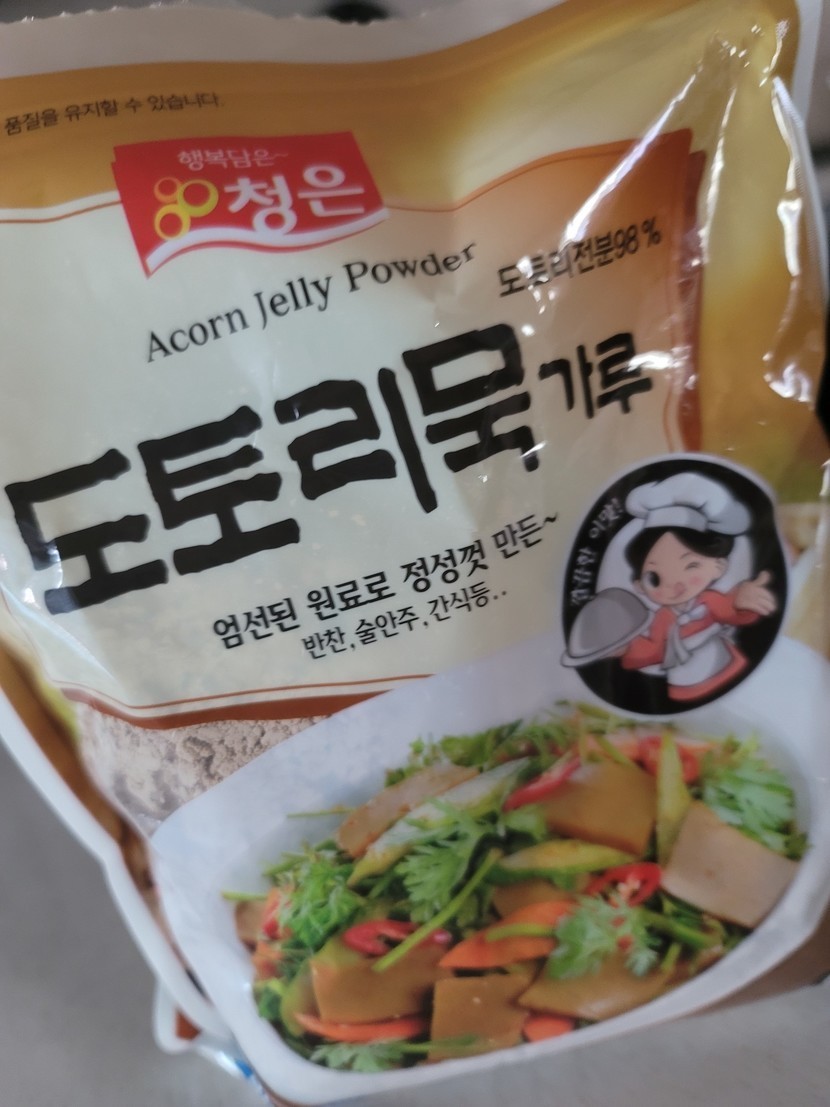 품질을 유지할 수 있습니다.
행복담은~
청은
Acorn Jelly Powder
도토리전분98%
도토리묵 가루
엄선된 원료로 정성껏 만든~
반찬,술안주,간식등..
이맛!